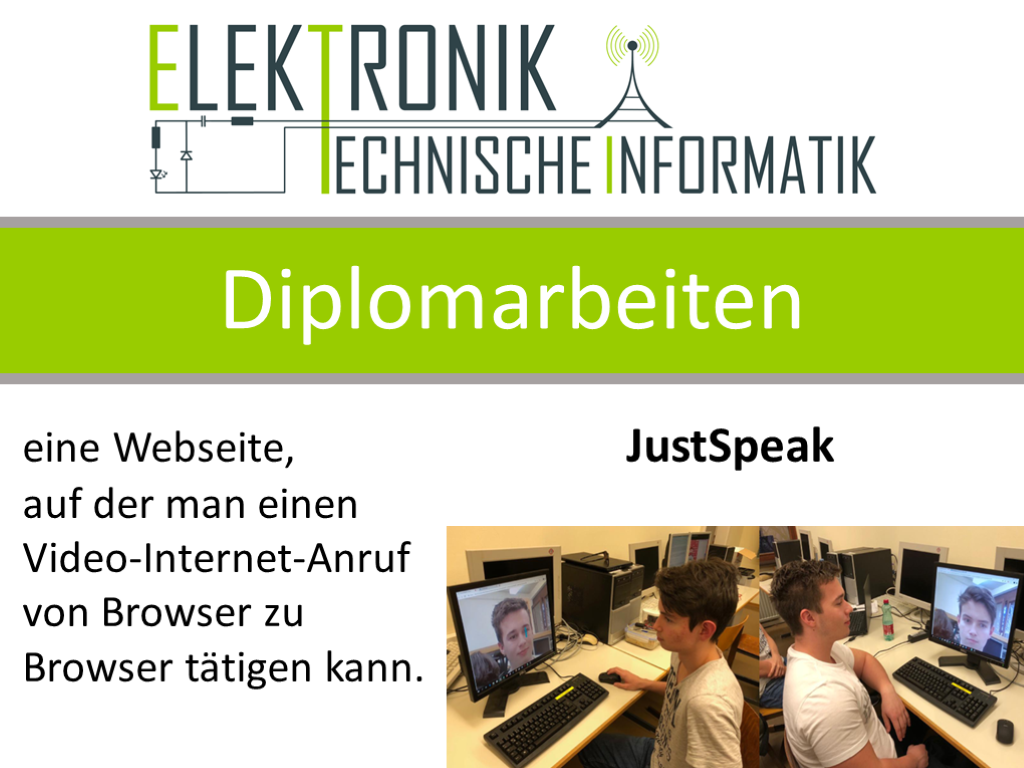 ELEKTRONIK
TECHNISCHE INFORMATIK
Diplomarbeiten
eine Webseite,
auf der man einen
Video-Internet-Anruf
von Browser zu
Browser tätigen kann.
JustSpeak